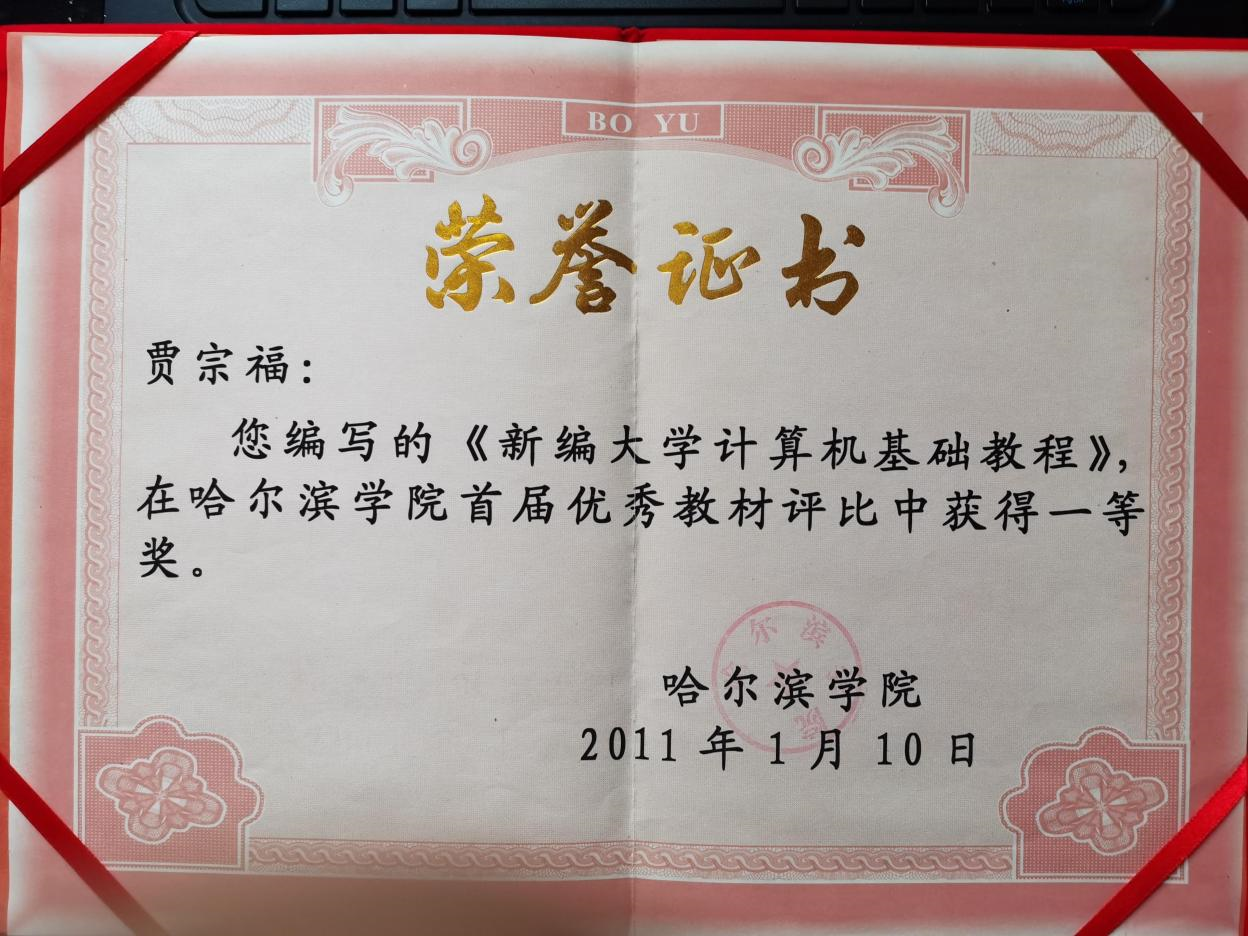 BO YU
荣誉证书
贾宗福：
您编写的《新编大学计算机基础教程》，
在哈尔滨学院首届优秀教材评比中获得一等
奖。
哈尔滨学院
2011 年 1 月 10 日